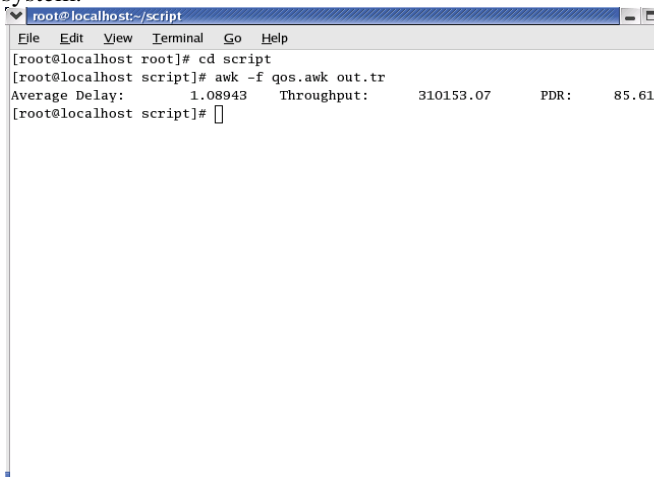 system.
root@localhost:~/script
File Edit View Terminal Go Help
[root@localhost root]# cd script
[root@localhost script]# awk -f qos.awk out.tr
Average Delay: 1.08943 Throughput: 310153.07 PDR: 85.61
[root@localhost script]#